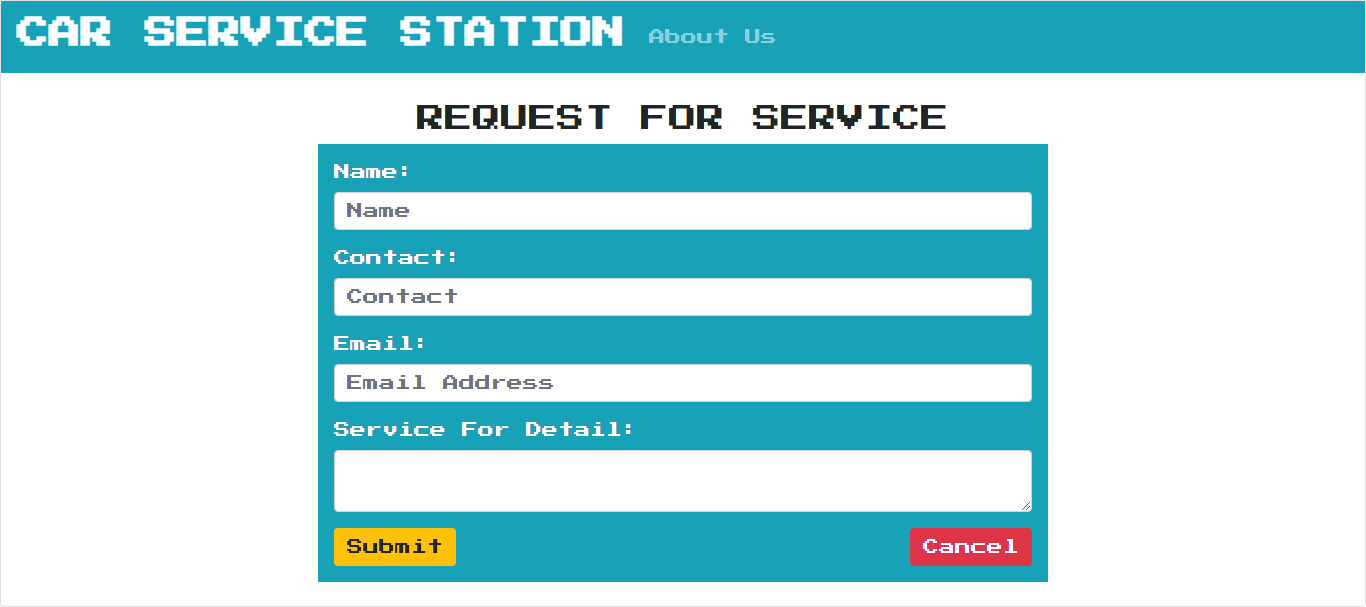 CAR SERVICE STATION About Us
REQUEST FOR SERVICE
Name:
Name
Contact:
Contact
Email:
Email Address
Service For Detail:
Submit Cancel